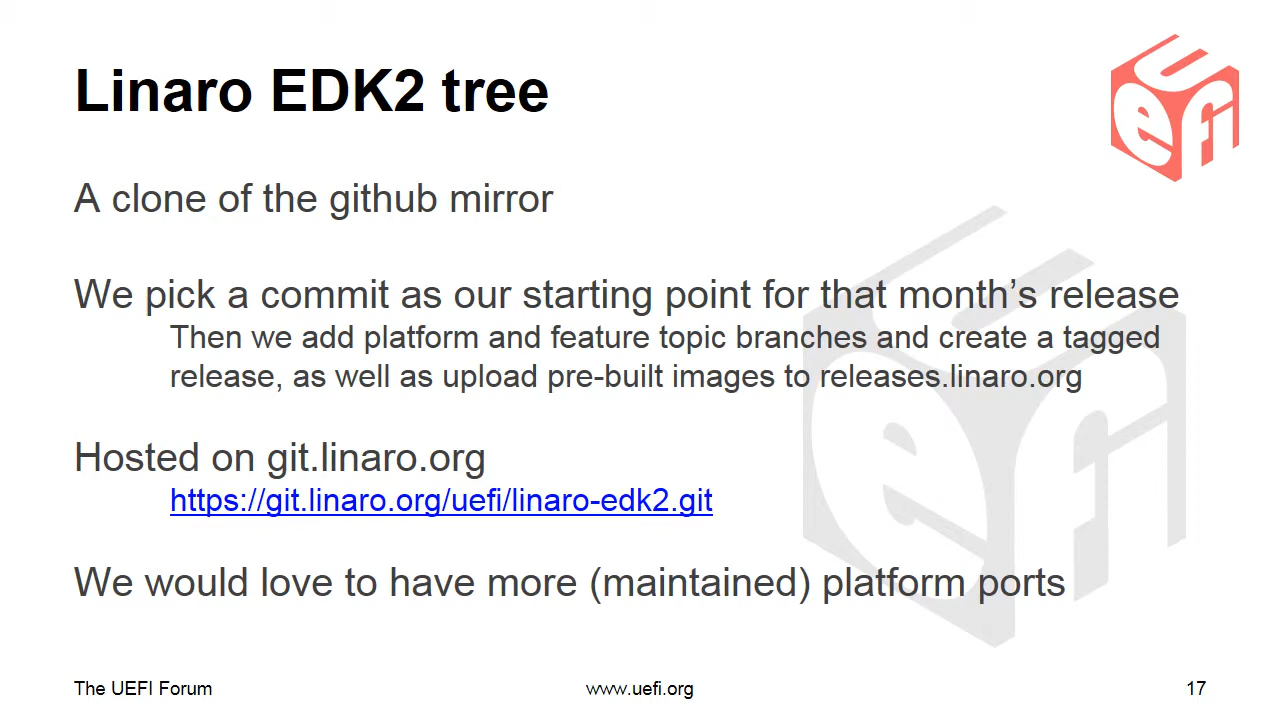 Linaro EDK2 tree
UEFI
A clone of the github mirror
We pick a commit as our starting point for that month’s release
Then we add platform and feature topic branches and create a tagged
release, as well as upload pre-built images to releases.linaro.org
Hosted on git.linaro.org
https://git.linaro.org/uefi/linaro-edk2.git
We would love to have more (maintained) platform ports
The UEFI Forum
www.uefi.org
17